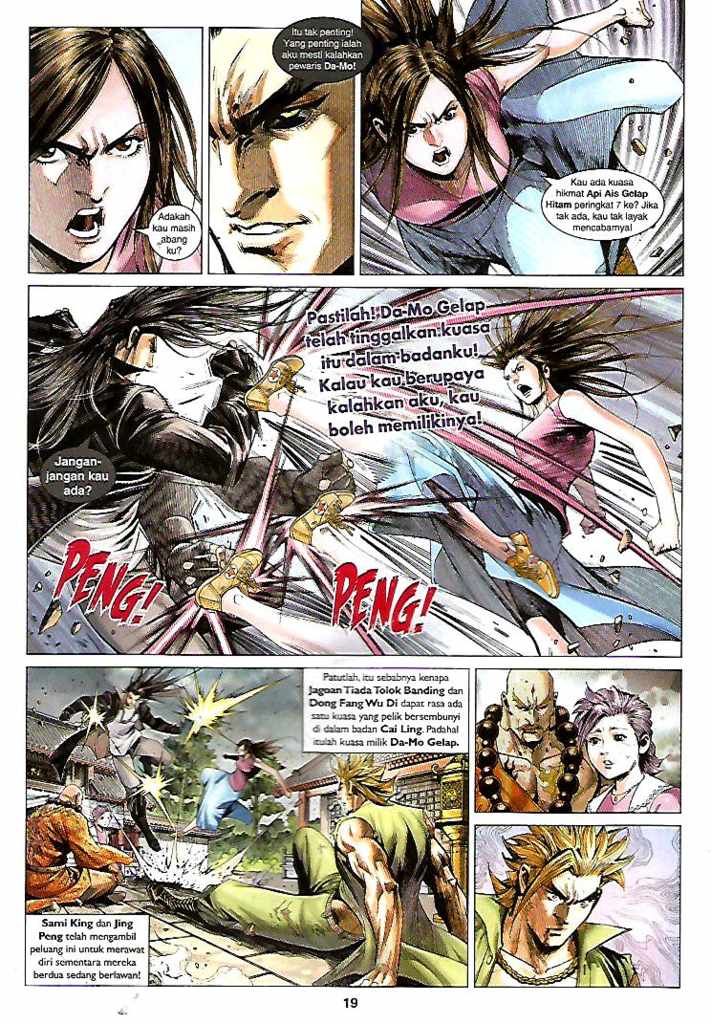 Adakah
kau masih
abang
ku?
Itu tak penting!
Yang penting ialah
aku mesti kalahkan
pewaris Da-Mo!
Kau ada kuasa
hikmat Api Ais Gelap
Hitam peringkat 7 ke? Jika
tak ada, kau tak layak
mencabarnya!
Pastilah! Da-Mo Gelap
telah tinggalkan kuasa
itu dalam badanku!
Kalau kau berupaya
kalahkan aku, kau
boleh memilikinya!
Jangan-
jangan kau
ada?
PENG!
PENG!
Patutlah, itu sebabnya kenapa
Jagoan Tiada Tolok Banding dan
Dong Fang Wu Di dapat rasa ada
satu kuasa yang pelik bersembunyi
di dalam badan Cai Ling. Padahal
itulah kuasa milik Da-Mo Gelap.
Sami King dan Jing
Peng telah mengambil
peluang ini untuk merawat
diri sementara mereka
berdua sedang berlawan!
19